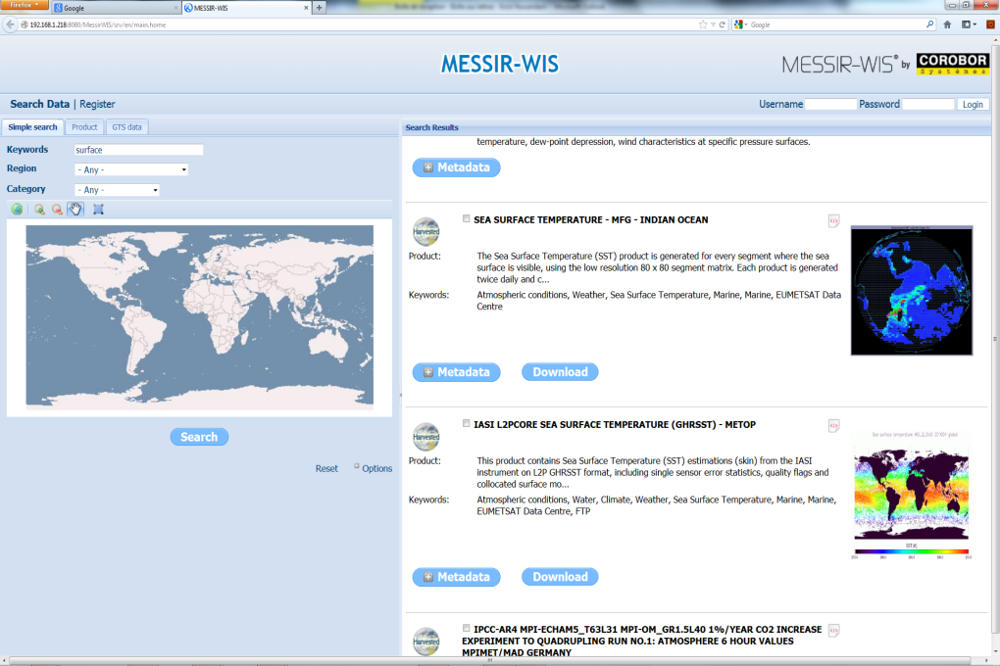 Firefox
Google
MESSIR-WIS
192.168.1.218:8080/MessirWIS/srv/en/main.home
Google
MESSIR-WIS
MESSIR-WIS® by COROBOR
Systèmes
Search Data | Register
Username
Password
Login
Simple search
Product
GTS data
Keywords
surface
Region
- Any -
Category
- Any -
Search
Reset
Options
Search Results
temperature, dew-point depression, wind characteristics at specific pressure surfaces.
Metadata
Harvested
SEA SURFACE TEMPERATURE - MFG - INDIAN OCEAN
Product:
The Sea Surface Temperature (SST) product is generated for every segment where the sea
surface is visible, using the low resolution 80 x 80 segment matrix. Each product is generated
twice daily and c...
Keywords:
Atmospheric conditions, Weather, Sea Surface Temperature, Marine, Marine, EUMETSAT Data
Centre
Metadata
Download
Harvested
IASI L2PCORE SEA SURFACE TEMPERATURE (GHRSST) - METOP
Product:
This product contains Sea Surface Temperature (SST) estimations (skin) from the IASI
instrument on L2P GHRSST format, including single sensor error statistics, quality flags and
collocated surface mo...
Keywords:
Atmospheric conditions, Water, Climate, Weather, Sea Surface Temperature, Marine, Marine,
EUMETSAT Data Centre, FTP
Metadata
Download
Harvested
IPCC-AR4 MPI-ECHAM5_T63L31 MPI-OM_GR1.5L40 1%/YEAR CO2 INCREASE
EXPERIMENT TO QUADRUPLING RUN NO.1: ATMOSPHERE 6 HOUR VALUES
MPIMET/MAD GERMANY